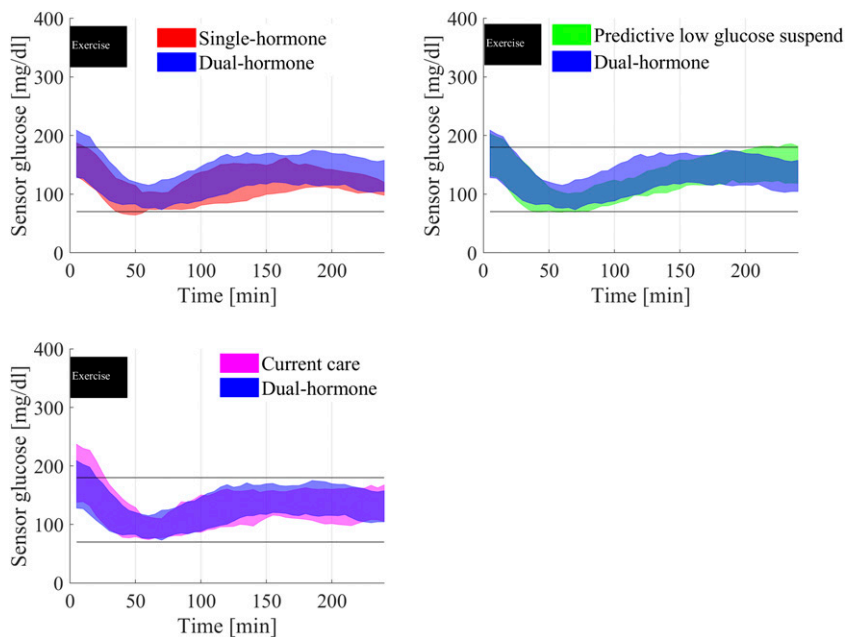 400
300
200
100
0
Sensor glucose [mg/dl]
Exercise
Single-hormone
Dual-hormone
0 50 100 150 200
Time [min]
400
300
200
100
0
Sensor glucose [mg/dl]
Exercise
Predictive low glucose suspend
Dual-hormone
0 50 100 150 200
Time [min]
400
300
200
100
0
Sensor glucose [mg/dl]
Exercise
Current care
Dual-hormone
0 50 100 150 200
Time [min]